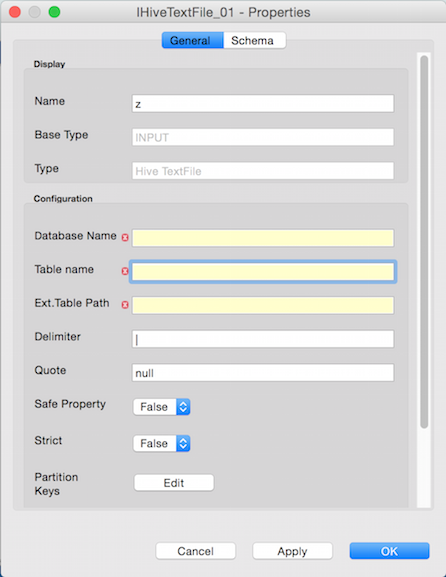 IHiveTextFile_01 - Properties
General Schema
Display
Name z
Base Type INPUT
Type Hive TextFile
Configuration
Database Name
Table name
Ext.Table Path
Delimiter |
Quote null
Safe Property False
Strict False
Partition
Keys
Edit
Cancel Apply OK